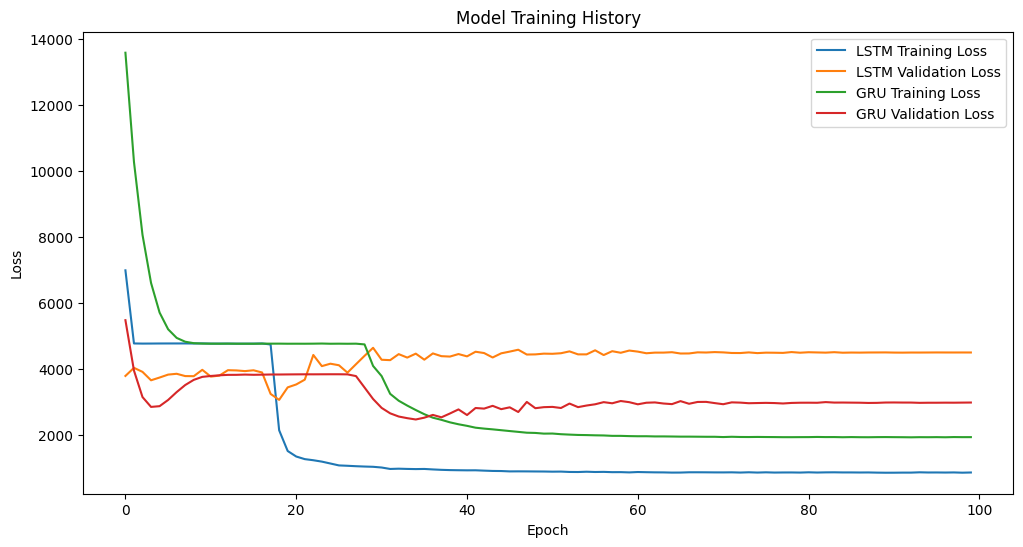 Model Training History
14000
12000
10000
8000
6000
4000
2000
Loss
LSTM Training Loss
LSTM Validation Loss
GRU Training Loss
GRU Validation Loss
0
20
40
60
80
100
Epoch